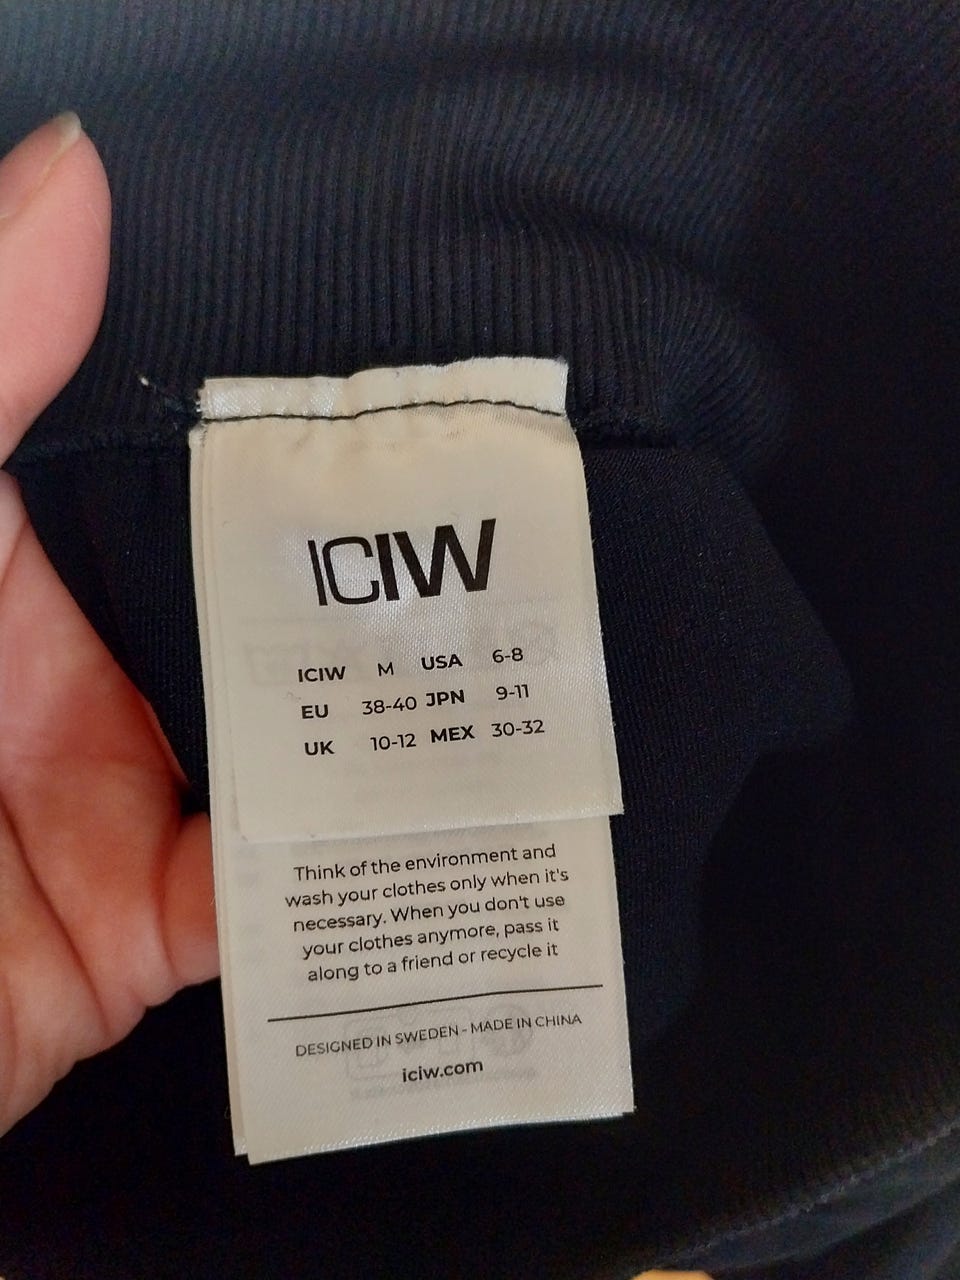 ICIW
ICIW M USA 6-8
EU 38-40 JPN 9-11
UK 10-12 MEX 30-32
Think of the environment and
wash your clothes only when it's
necessary. When you don't use
your clothes anymore, pass it
along to a friend or recycle it
DESIGNED IN SWEDEN - MADE IN CHINA
iciw.com